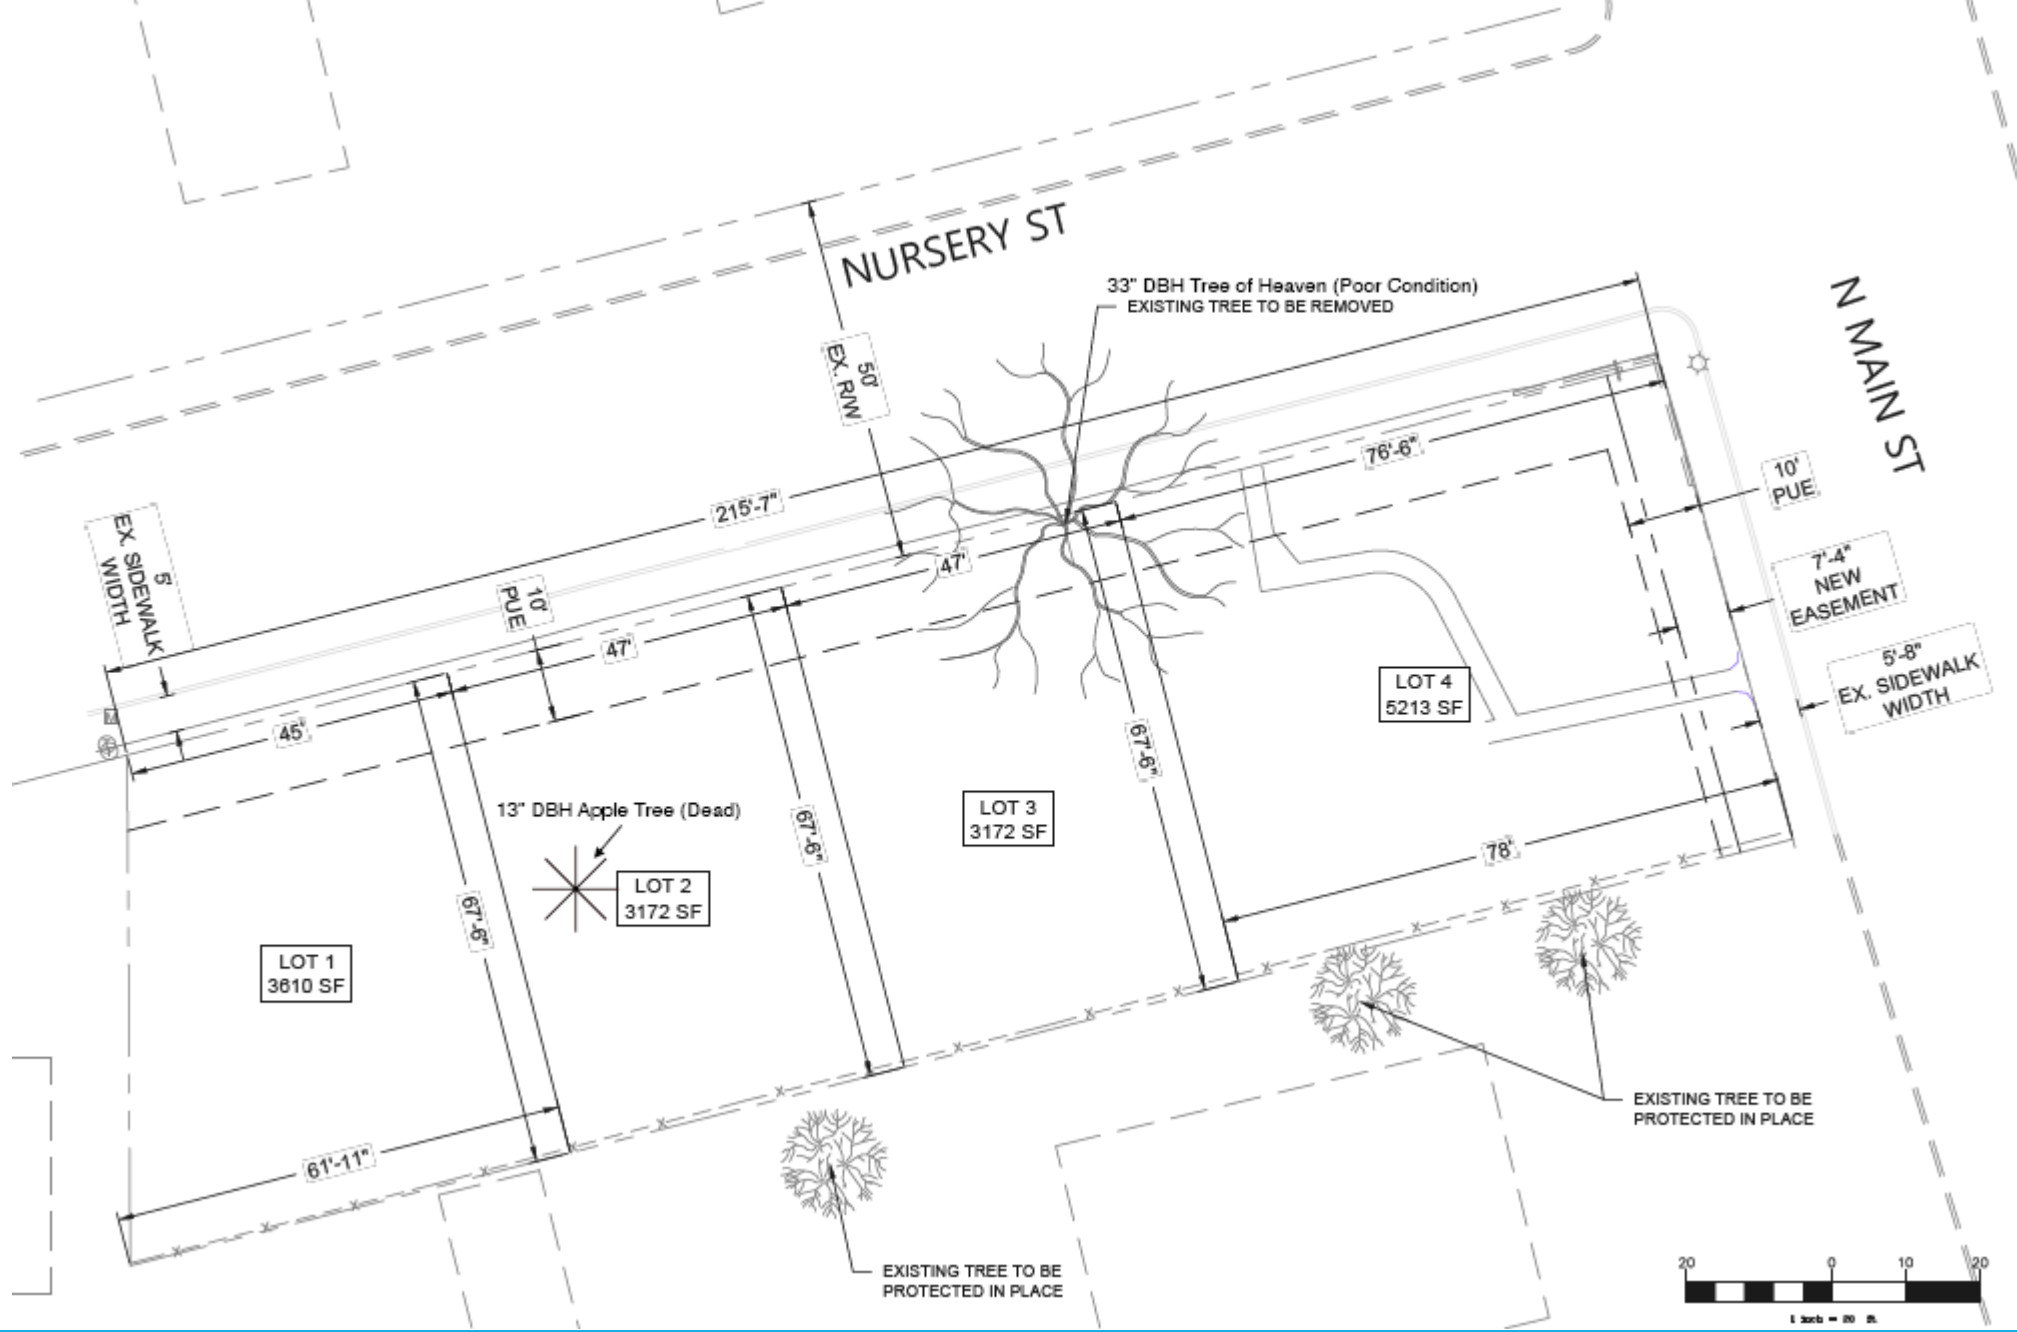 NURSERY ST
33" DBH Tree of Heaven (Poor Condition)
EXISTING TREE TO BE REMOVED
N MAIN ST
50'
EX. R/W
215'-7"
76'-6"
10'
PUE
5'
EX. SIDEWALK
WIDTH
10'
PUE
47'
47'
45'
7'-4"
NEW
EASEMENT
5'-8"
EX. SIDEWALK
WIDTH
LOT 4
5213 SF
67'-6"
13" DBH Apple Tree (Dead)
67'-6"
LOT 3
3172 SF
78'
LOT 2
3172 SF
67'-6"
LOT 1
3610 SF
61'-11"
EXISTING TREE TO BE
PROTECTED IN PLACE
EXISTING TREE TO BE
PROTECTED IN PLACE
20 0 10 20
1 inch = 20 ft.